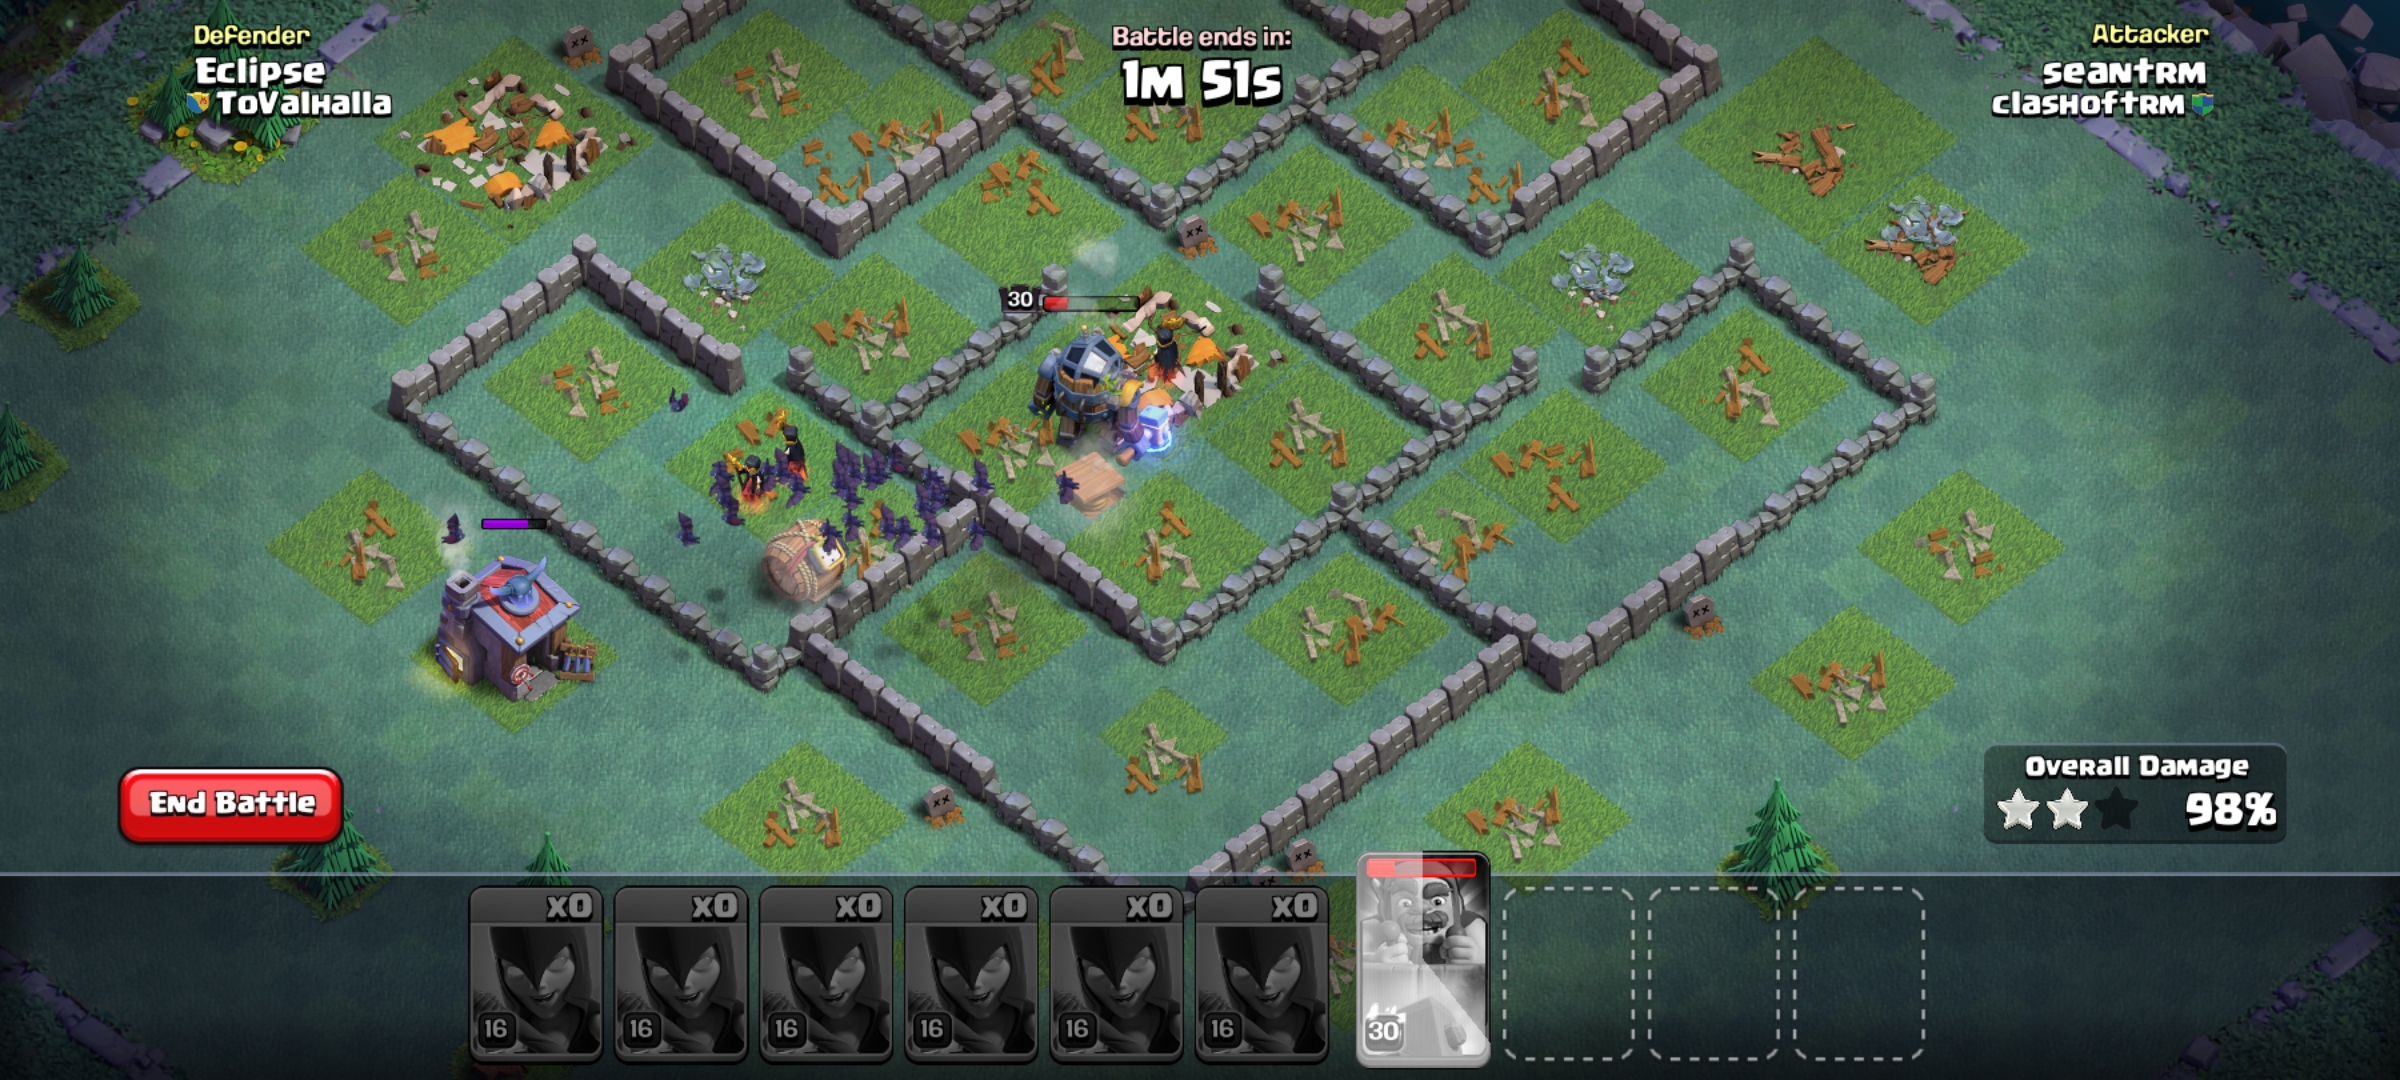 Defender
Eclipse
ToValhalla
Battle ends in:
1M 51s
Attacker
seantRM
clashoftRM
30
End Battle
Overall Damage
98%
x0
x0
x0
x0
x0
x0
16
16
16
16
16
16
30